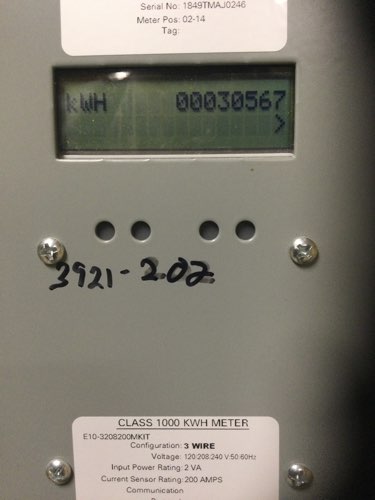 Serial No: 1849TMAJ0246
Meter Pos: 02-14
Tag:
kWH 00030567
>
3921-202
CLASS 1000 KWH METER
E10-320B200MKIT
Configuration: 3 WIRE
Voltage: 120:208:240 V:50:60Hz
Input Power Rating: 2 VA
Current Sensor Rating: 200 AMPS
Communication